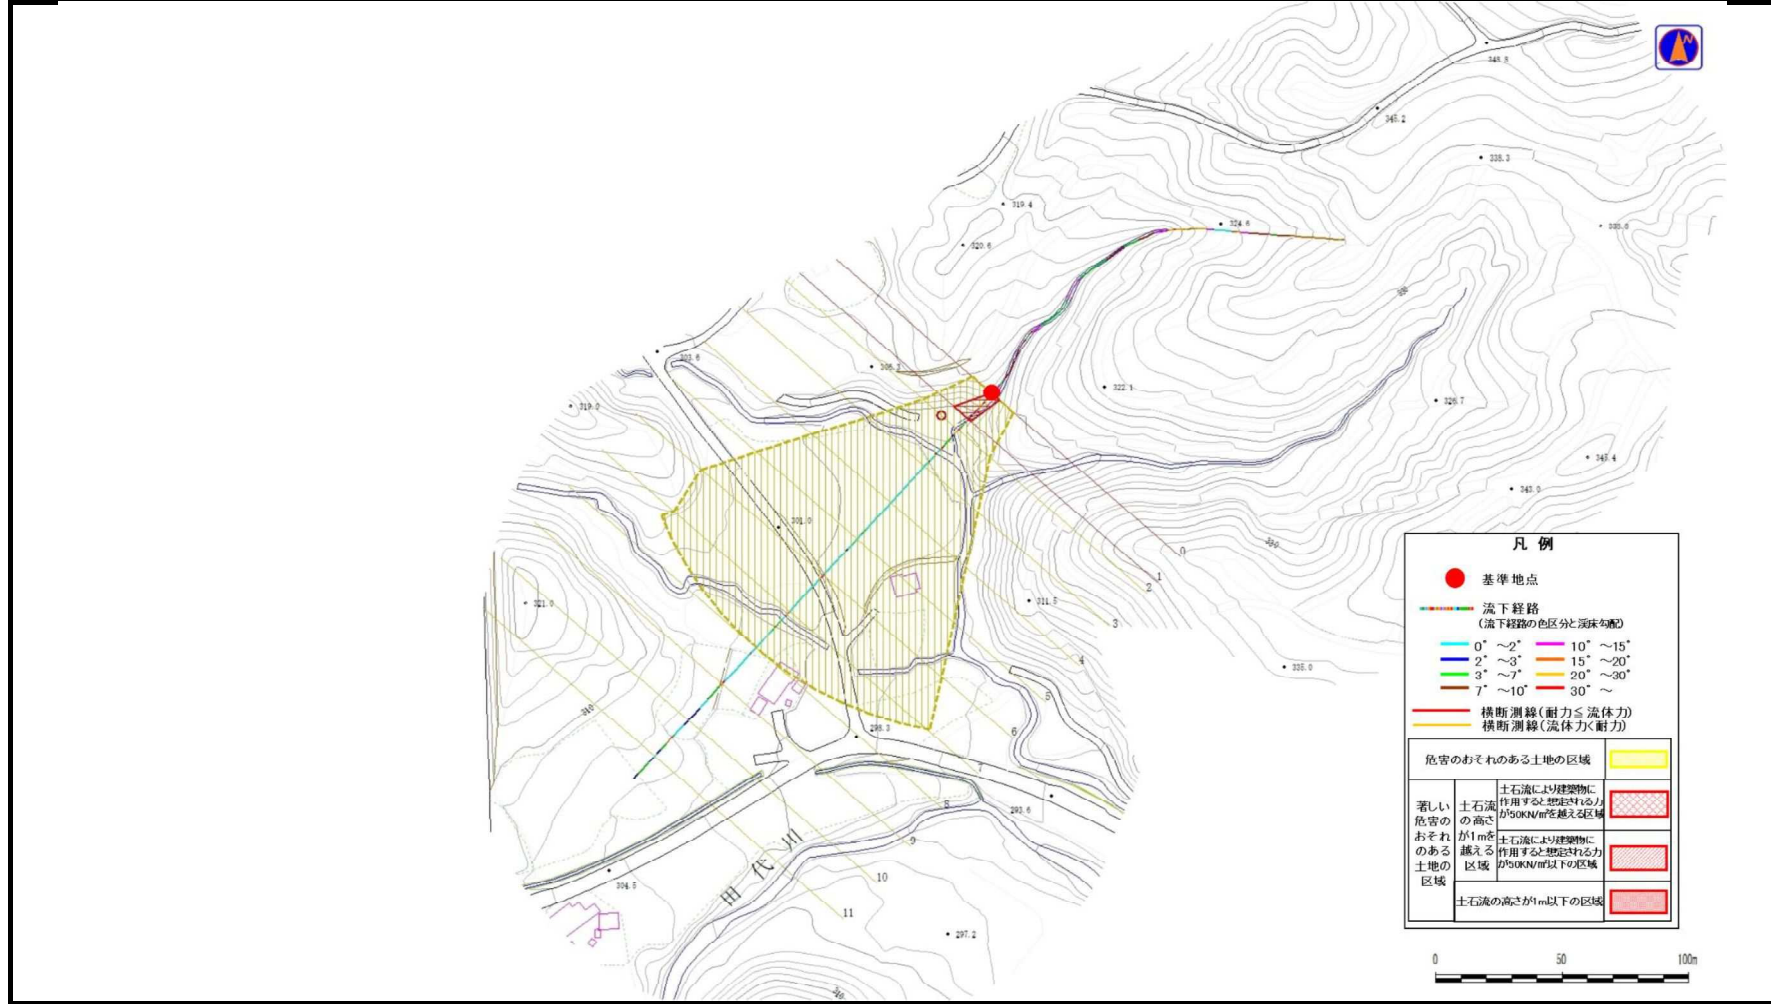 N
348.8
345.2
338.3
319.4
324.6
320.6
330
303.6
322.1
326.7
319.0
345.4
343.0
301.0
330
0
1
2
321.0
311.5
3
4
335.0
5
310
6
298.3
7
8
293.6
9
田代川
304.5
10
11
297.2
凡例
基準地点
流下経路
(流下経路の色区分と渓床勾配)
0°～2° 10°～15°
2°～3° 15°～20°
3°～7° 20°～30°
7°～10° 30°～
横断測線(耐力≦流体力)
横断測線(流体力<耐力)
危害のおそれのある土地の区域
著しい
危害の
おそれ
のある
土地の
区域
土石流
の高さ
が1mを
越える
区域
土石流により建築物に
作用すると想定される力
が50KN/㎡を越える区域
土石流により建築物に
作用すると想定される力
が50KN/㎡以下の区域
土石流の高さが1m以下の区域
0 50 100m